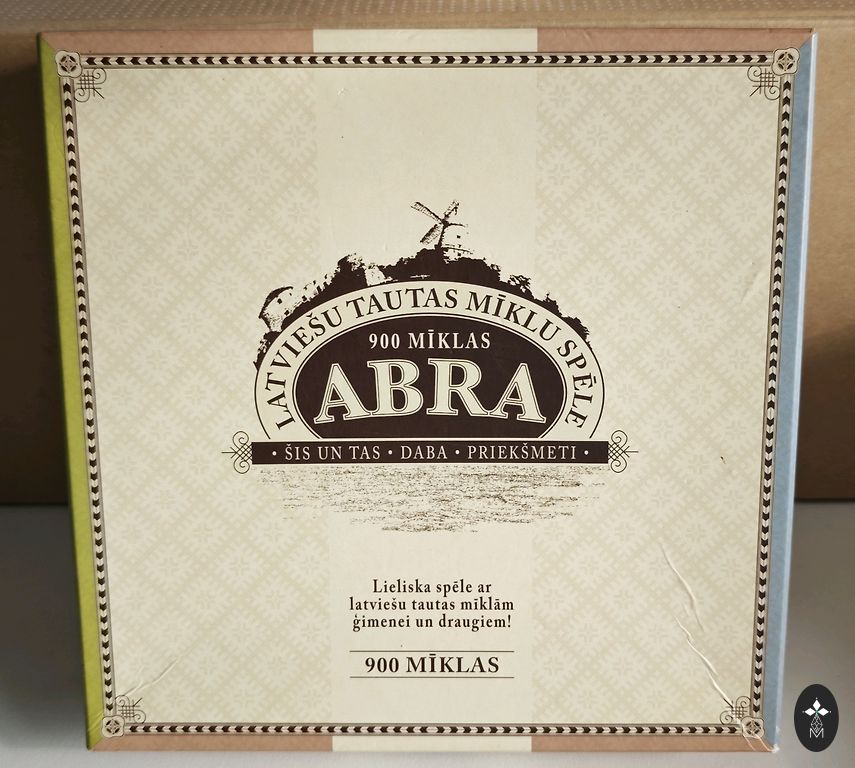 LATVIEŠU TAUTAS MĪKLU SPĒLE
900 MĪKLAS
ABRA
• ŠIS UN TAS • DABA • PRIEKŠMETI •
Lieliska spēle ar
latviešu tautas mīklām
ģimenei un draugiem!
900 MĪKLAS
M